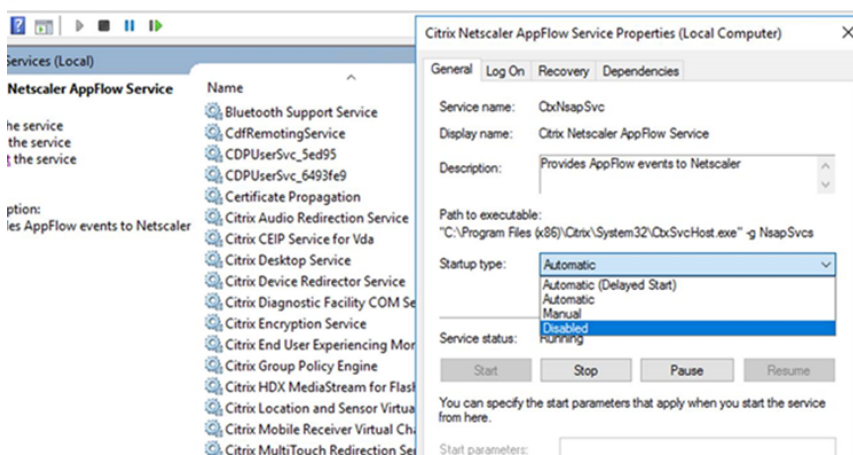 Services (Local)
Netscaler AppFlow Service
he service
the service
t the service
ption:
les AppFlow events to Netscaler
Name
Bluetooth Support Service
CdfRemotingService
CDPUserSvc_5ed95
CDPUserSvc_6493fe9
Certificate Propagation
Citrix Audio Redirection Service
Citrix CEIP Service for Vda
Citrix Desktop Service
Citrix Device Redirector Service
Citrix Diagnostic Facility COM Se
Citrix Encryption Service
Citrix End User Experiencing Mor
Citrix Group Policy Engine
Citrix HDX MediaStream for Flash
Citrix Location and Sensor Virtua
Citrix Mobile Receiver Virtual Cha
Citrix MultiTouch Redirection Ser
Citrix Netscaler AppFlow Service Properties (Local Computer)
General Log On Recovery Dependencies
Service name: CtxNsapSvc
Display name: Citrix Netscaler AppFlow Service
Description: Provides AppFlow events to Netscaler
Path to executable:
"C:\Program Files (x86)\Citrix\System32\CtxSvcHost.exe" -g NsapSvcs
Startup type: Automatic
Automatic (Delayed Start)
Automatic
Manual
Disabled
Service status: Running
Start Stop Pause Resume
You can specify the start parameters that apply when you start the service
from here.
Start parameters: